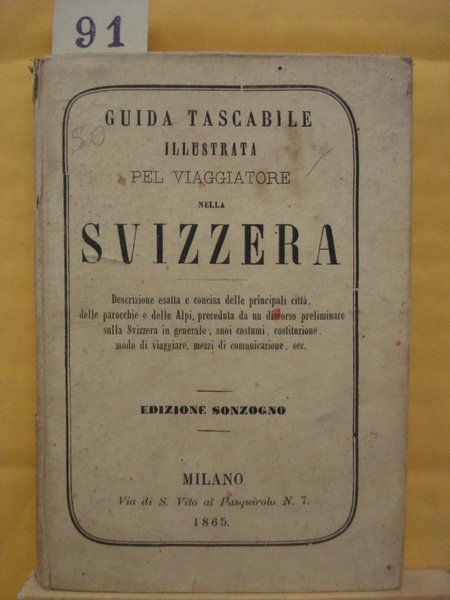 91
50
GUIDA TASCABILE
ILLUSTRATA
PEL VIAGGIATORE
NELLA
SVIZZERA
Descrizione esatta e concisa delle principali città,
delle parocchie e delle Alpi, preceduta da un discorso preliminare
sulla Svizzera in generale, suoi costumi, costituzione,
modo di viaggiare, mezzi di comunicazione, ecc.
EDIZIONE SONZOGNO
MILANO
Via di S. Vito al Pasquirolo N. 7.
1865.